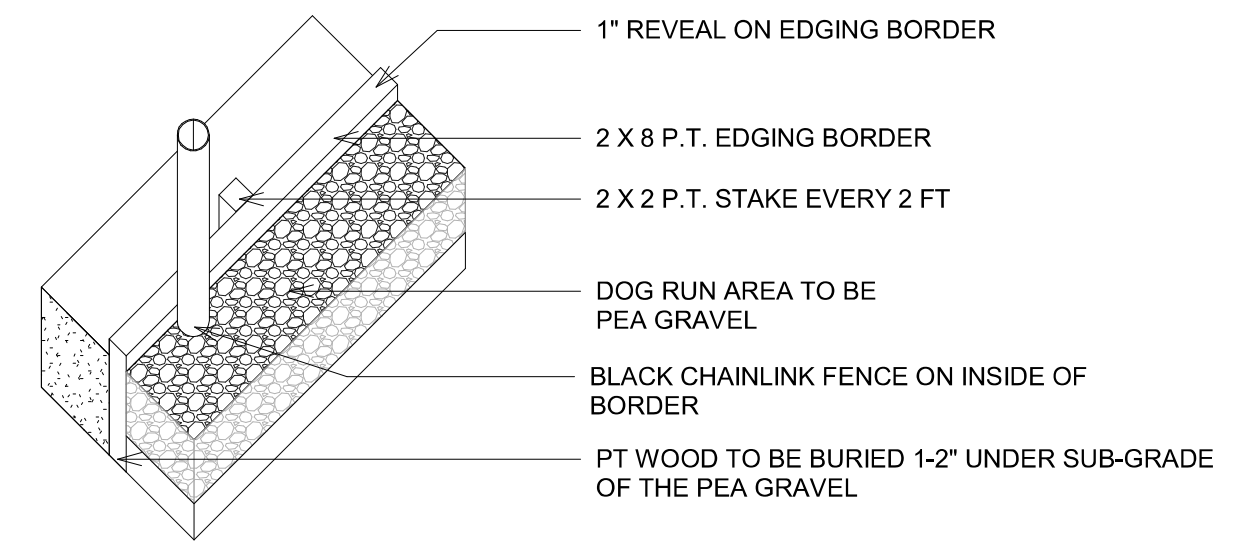 1" REVEAL ON EDGING BORDER
2 X 8 P.T. EDGING BORDER
2 X 2 P.T. STAKE EVERY 2 FT
DOG RUN AREA TO BE
PEA GRAVEL
BLACK CHAINLINK FENCE ON INSIDE OF
BORDER
PT WOOD TO BE BURIED 1-2" UNDER SUB-GRADE
OF THE PEA GRAVEL